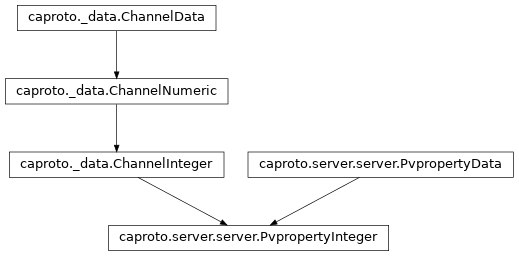 caproto._data.ChannelData
caproto._data.ChannelNumeric
caproto._data.ChannelInteger
caproto.server.server.PvpropertyData
caproto.server.server.PvpropertyInteger